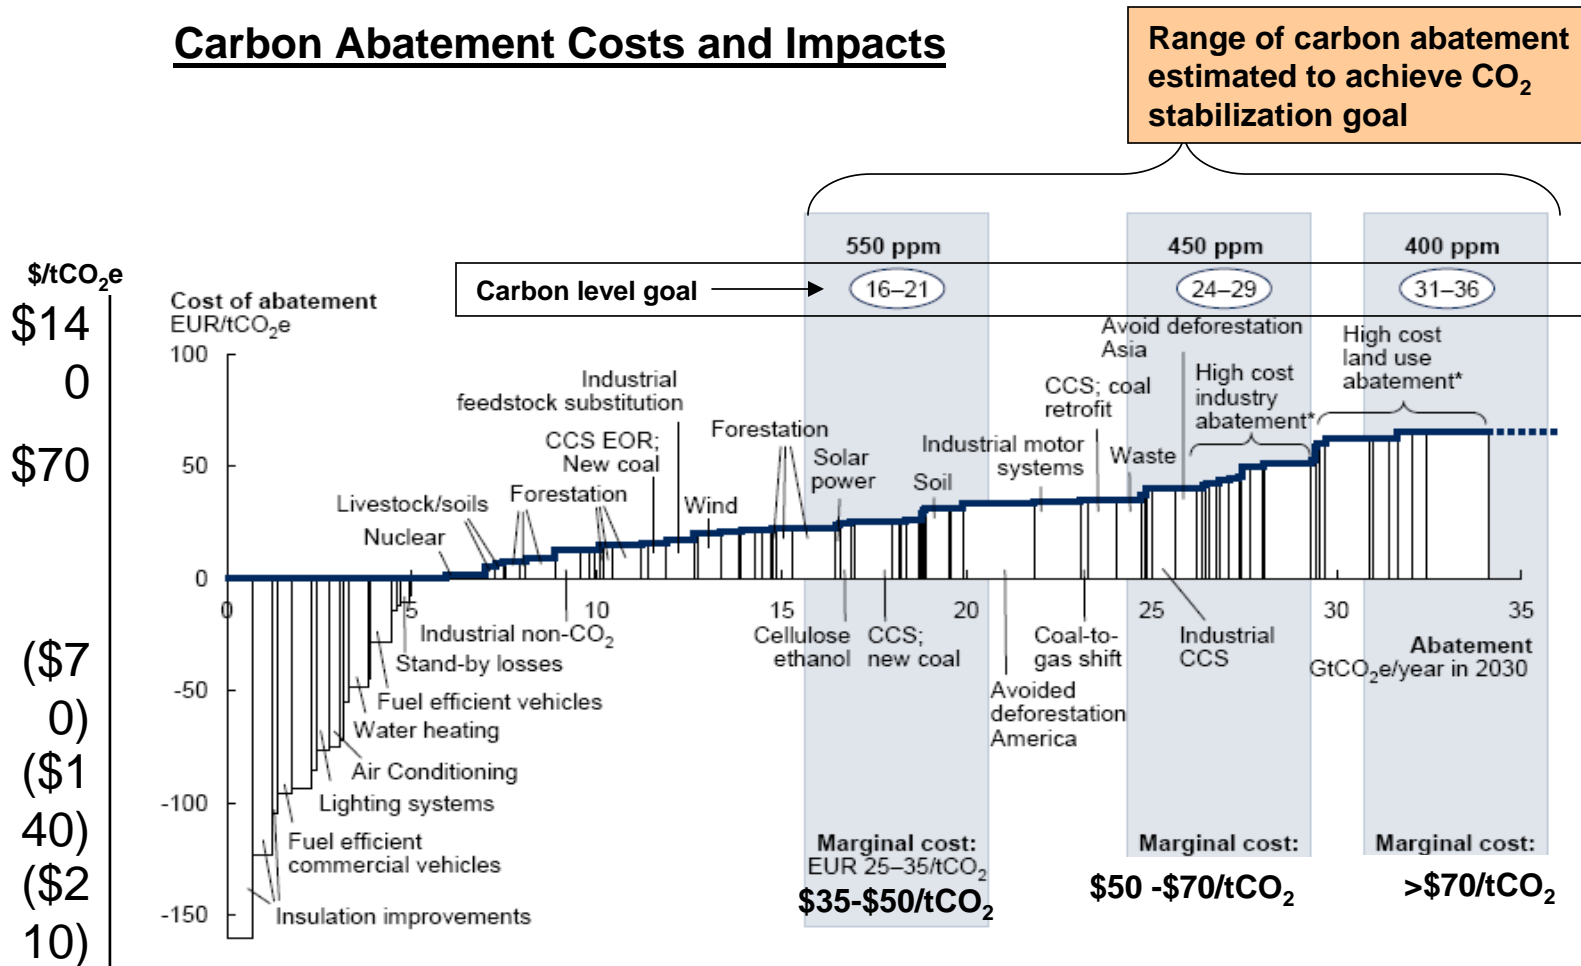 Carbon Abatement Costs and Impacts
Range of carbon abatement
estimated to achieve CO2
stabilization goal
550 ppm
450 ppm
400 ppm
$/tCO2e
Carbon level goal
16–21
24–29
31–36
$14
0
$70
($7
0)
($1
40)
($2
10)
Cost of abatement
EUR/tCO2e
100
50
0
-50
-100
-150
Avoid deforestation
Asia
High cost
land use
abatement*
Industrial
feedstock substitution
CCS; coal
retrofit
High cost
industry
abatement*
CCS EOR;
New coal
Forestation
Solar
power
Industrial motor
systems
Waste
Livestock/soils
Forestation
Wind
Soil
Nuclear
0
5
10
15
20
25
30
35
Industrial non-CO2
Stand-by losses
Fuel efficient vehicles
Water heating
Air Conditioning
Lighting systems
Fuel efficient
commercial vehicles
Insulation improvements
Cellulose
ethanol
CCS;
new coal
Avoided
deforestation
America
Coal-to-
gas shift
Industrial
CCS
Abatement
GtCO2e/year in 2030
Marginal cost:
EUR 25–35/tCO2
$35-$50/tCO2
Marginal cost:
$50 -$70/tCO2
Marginal cost:
>$70/tCO2